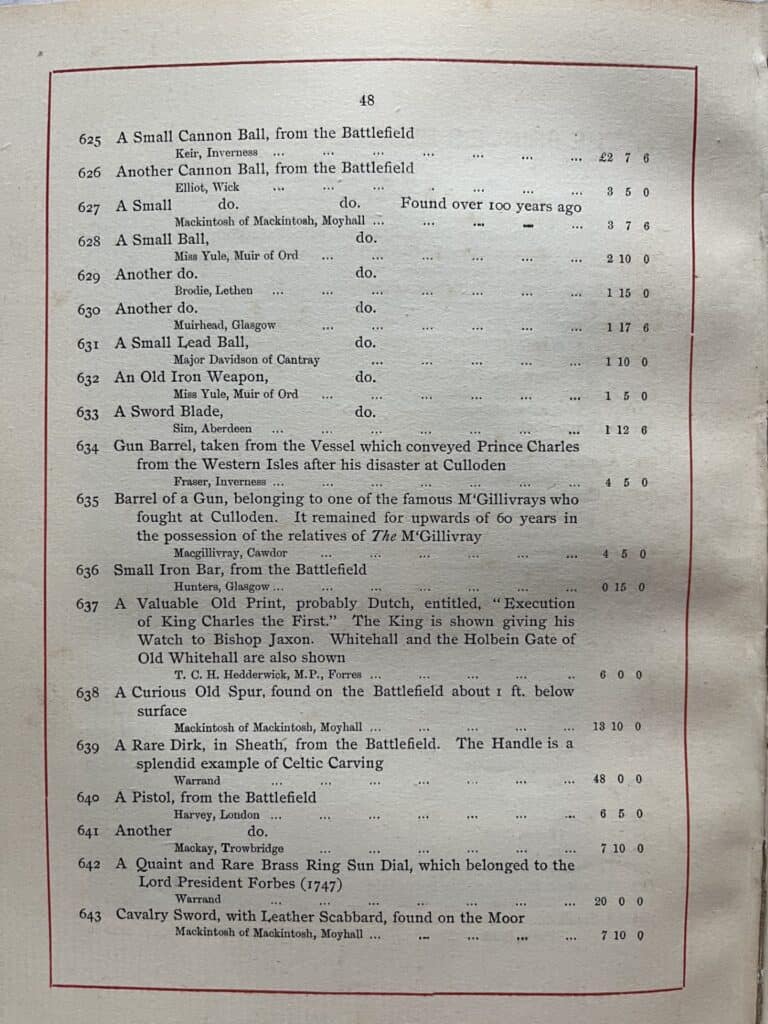 48
625 A Small Cannon Ball, from the Battlefield
Keir, Inverness ... ... ... ... ... ... £2 7 6
626 Another Cannon Ball, from the Battlefield
Elliot, Wick ... ... ... . ... ... ... 3 5 0
627 A Small do. do. Found over 100 years ago
Mackintosh of Mackintosh, Moyhall ... ... ... ... ... 3 7 6
628 A Small Ball, do.
Miss Yule, Muir of Ord ... ... ... ... ... ... 2 10 0
629 Another do. do.
Brodie, Lethen ... ... ... ... ... ... ... 1 15 0
630 Another do. do.
Muirhead, Glasgow ... ... ... ... ... ... 1 17 6
631 A Small Lead Ball, do.
Major Davidson of Cantray ... ... ... ... ... 1 10 0
632 An Old Iron Weapon, do.
Miss Yule, Muir of Ord ... ... ... ... ... ... 1 5 0
633 A Sword Blade, do.
Sim, Aberdeen ... ... ... ... ... ... ... 1 12 6
634 Gun Barrel, taken from the Vessel which conveyed Prince Charles
from the Western Isles after his disaster at Culloden
Fraser, Inverness ... ... ... ... ... ... ... 4 5 0
635 Barrel of a Gun, belonging to one of the famous M‘Gillivrays who
fought at Culloden. It remained for upwards of 60 years in
the possession of the relatives of The M‘Gillivray
Macgillivray, Cawdor ... ... ... ... ... ... 4 5 0
636 Small Iron Bar, from the Battlefield
Hunters, Glasgow ... ... ... ... ... ... ... 0 15 0
637 A Valuable Old Print, probably Dutch, entitled, "Execution
of King Charles the First." The King is shown giving his
Watch to Bishop Jaxon. Whitehall and the Holbein Gate of
Old Whitehall are also shown
T. C. H. Hedderwick, M.P., Forres ... ... ... ... .. 6 0 0
638 A Curious Old Spur, found on the Battlefield about 1 ft. below
surface
Mackintosh of Mackintosh, Moyhall ... ... ... ... ... 13 10 0
639 A Rare Dirk, in Sheath, from the Battlefield. The Handle is a
splendid example of Celtic Carving
Warrand ... ... ... ... ... ... ... 48 0 0
640 A Pistol, from the Battlefield
Harvey, London ... ... ... ... ... ... ... 6 5 0
641 Another do.
Mackay, Trowbridge ... ... ... ... ... ... 7 10 0
642 A Quaint and Rare Brass Ring Sun Dial, which belonged to the
Lord President Forbes (1747)
Warrand ... ... ... ... ... ... ... 20 0 0
643 Cavalry Sword, with Leather Scabbard, found on the Moor
Mackintosh of Mackintosh, Moyhall ... ... ... ... ... 7 10 0